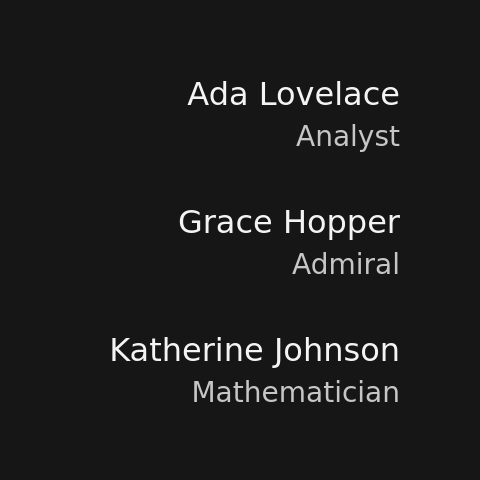 Ada Lovelace
Analyst
Grace Hopper
Admiral
Katherine Johnson
Mathematician